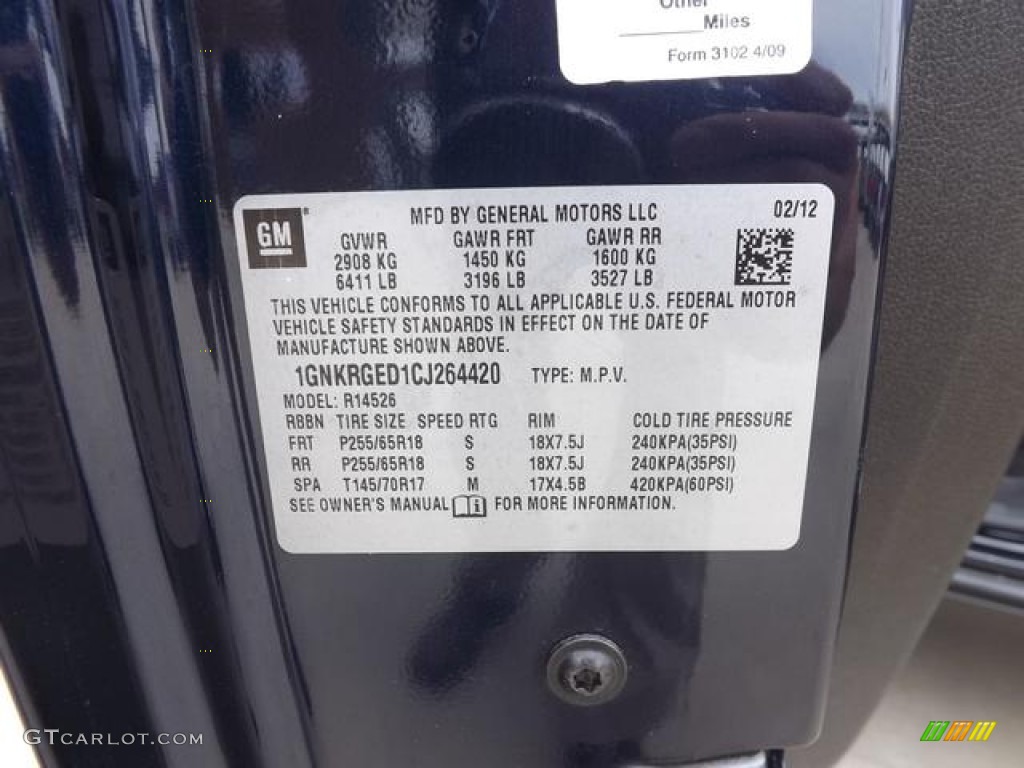 Other
Miles
Form 3102 4/09
GM
MFD BY GENERAL MOTORS LLC 02/12
GVWR GAWR FRT GAWR RR
2908 KG 1450 KG 1600 KG
6411 LB 3196 LB 3527 LB
THIS VEHICLE CONFORMS TO ALL APPLICABLE U.S. FEDERAL MOTOR
VEHICLE SAFETY STANDARDS IN EFFECT ON THE DATE OF
MANUFACTURE SHOWN ABOVE.
1GNKRGED1CJ264420 TYPE: M.P.V.
MODEL: R14526
RBBN TIRE SIZE SPEED RTG RIM COLD TIRE PRESSURE
FRT P255/65R18 S 18X7.5J 240KPA(35PSI)
RR P255/65R18 S 18X7.5J 240KPA(35PSI)
SPA T145/70R17 M 17X4.5B 420KPA(60PSI)
SEE OWNER'S MANUAL FOR MORE INFORMATION.
GTCARLOT.COM